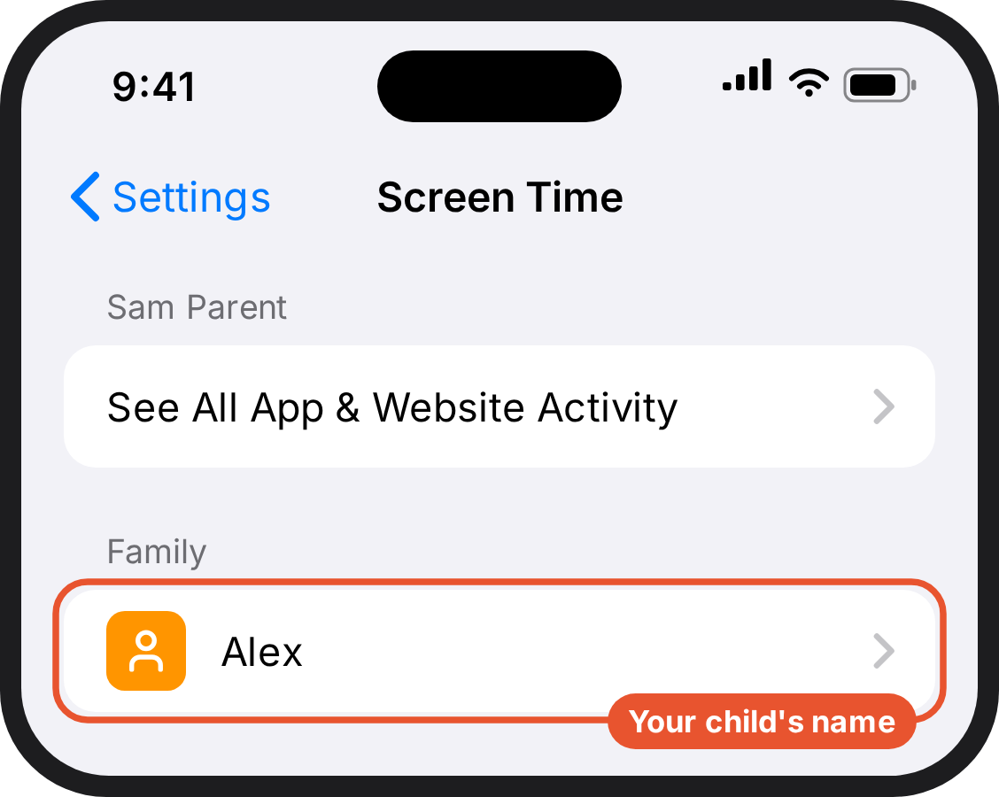 9:41
Settings
Screen Time
Sam Parent
See All App & Website Activity
Family
Alex
Your child's name